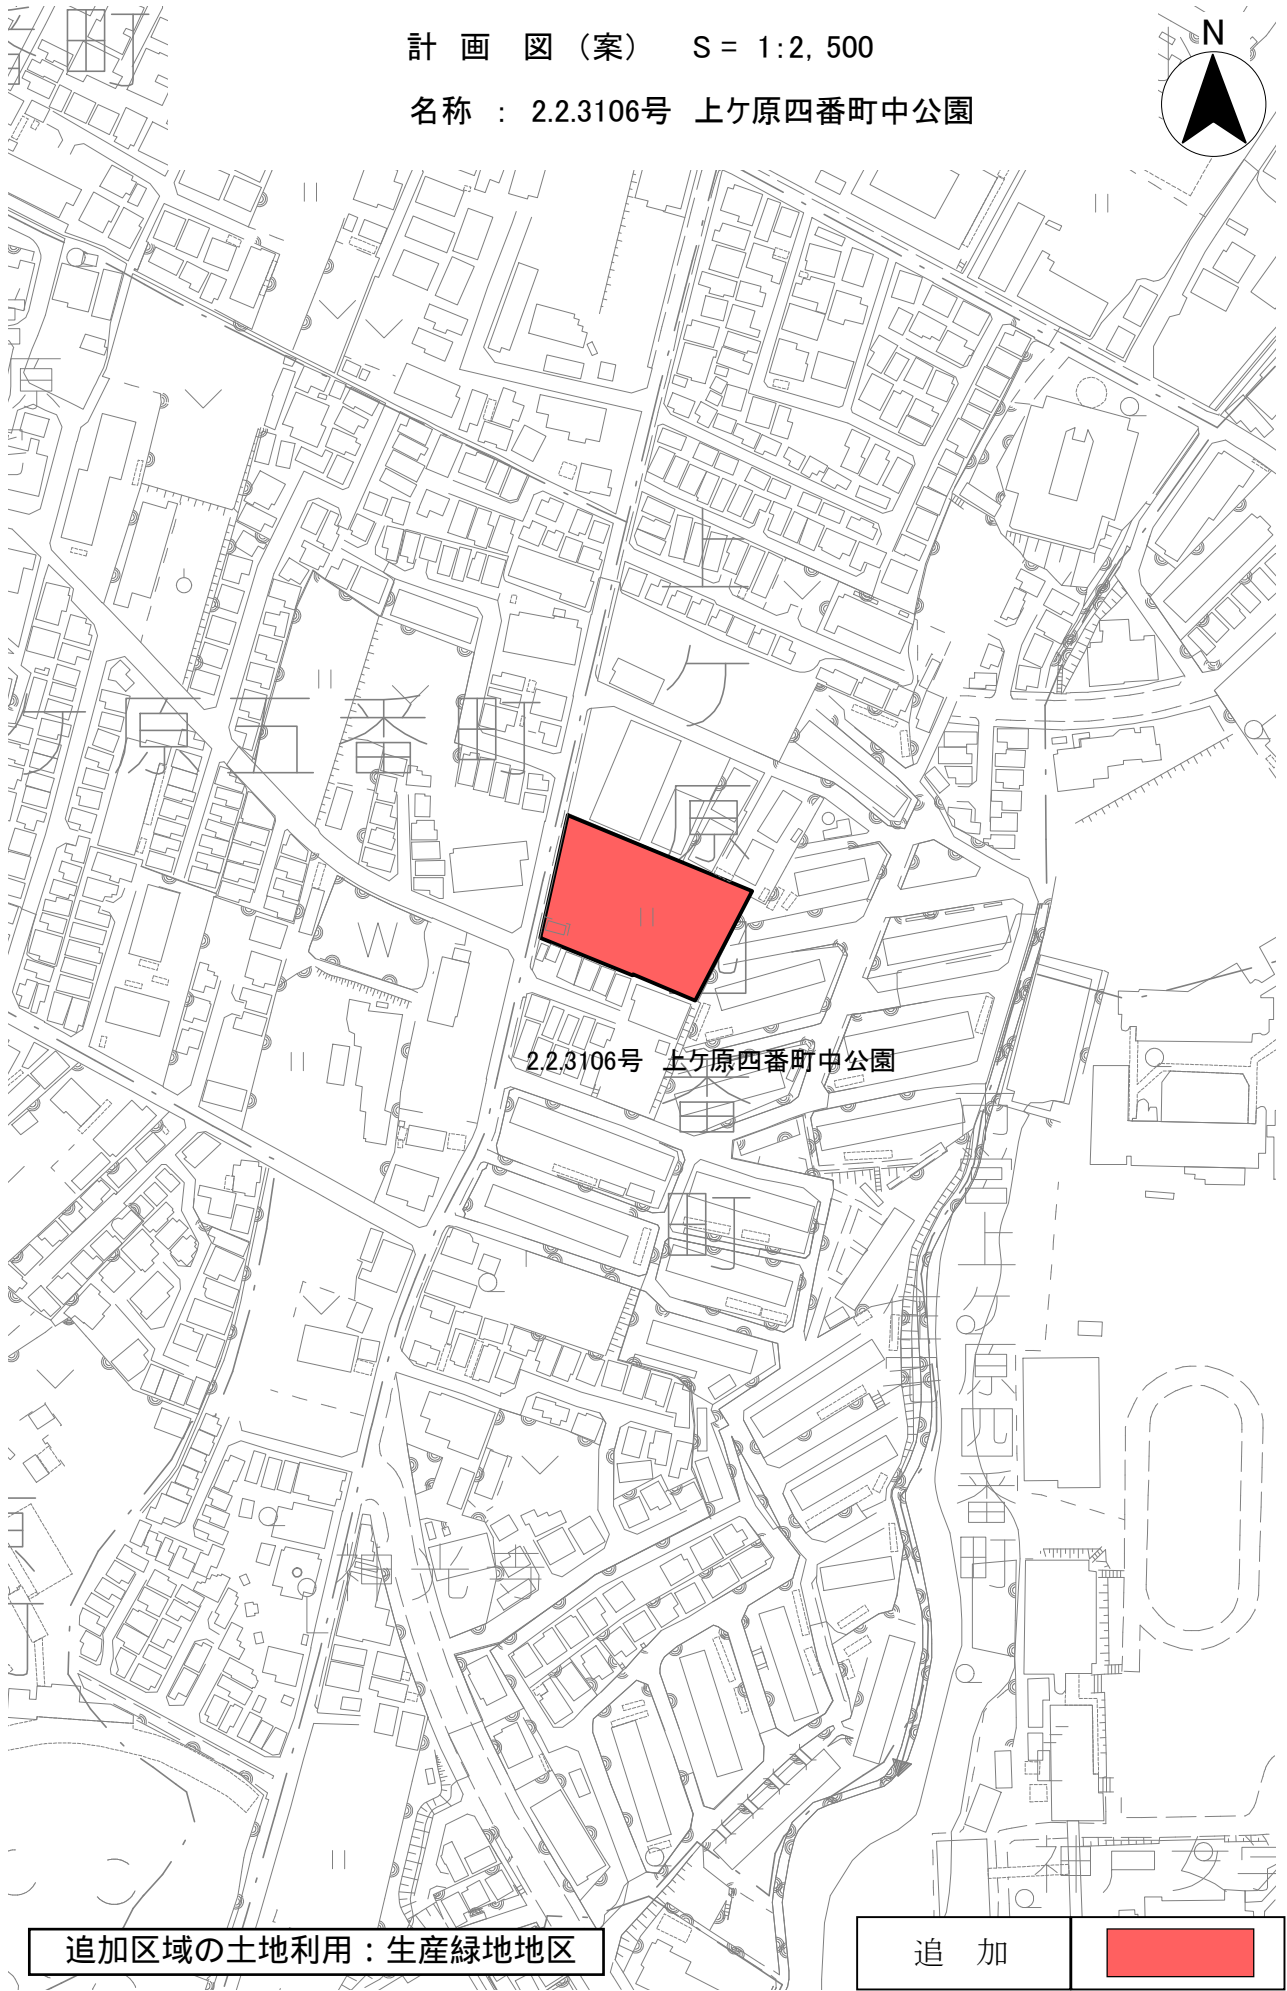 計 画 図 （案） S = 1:2,500
N
名称 : 2.2.3106号 上ケ原四番町中公園
町
原
上
ケ原五番町
ケ
原
四
2.2.3106号 上ケ原四番町中公園
番
町
上ケ原四番町
追加区域の土地利用：生産緑地地区
追 加